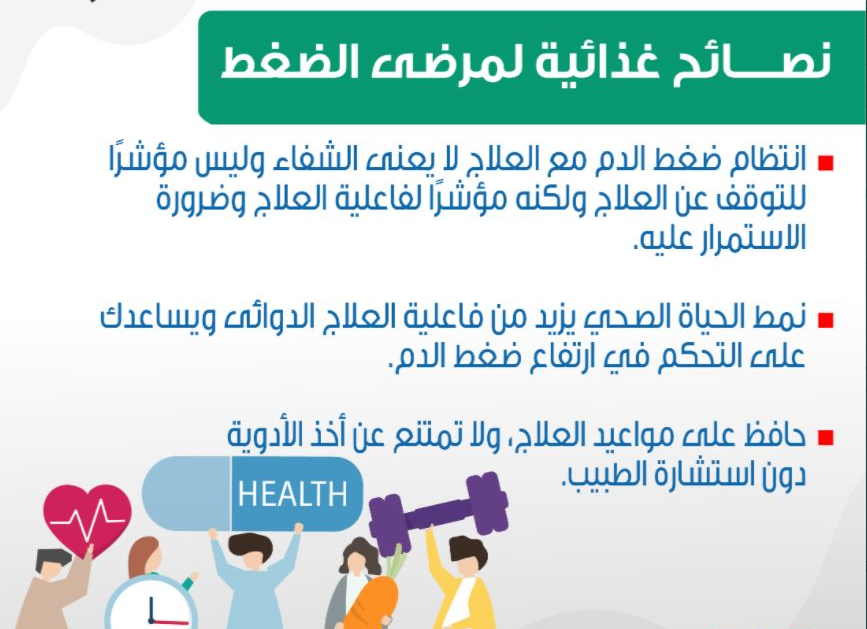 نصائح غذائية لمرضى الضغط
انتظام ضغط الدم مع العلاج لا يعنى الشفاء وليس مؤشرًا
للتوقف عن العلاج ولكنه مؤشرًا لفاعلية العلاج وضرورة
الاستمرار عليه.
نمط الحياة الصحي يزيد من فاعلية العلاج الدوائى ويساعدك
على التحكم في ارتفاع ضغط الدم.
حافظ على مواعيد العلاج، ولا تمتنع عن أخذ الأدوية
دون استشارة الطبيب.
HEALTH